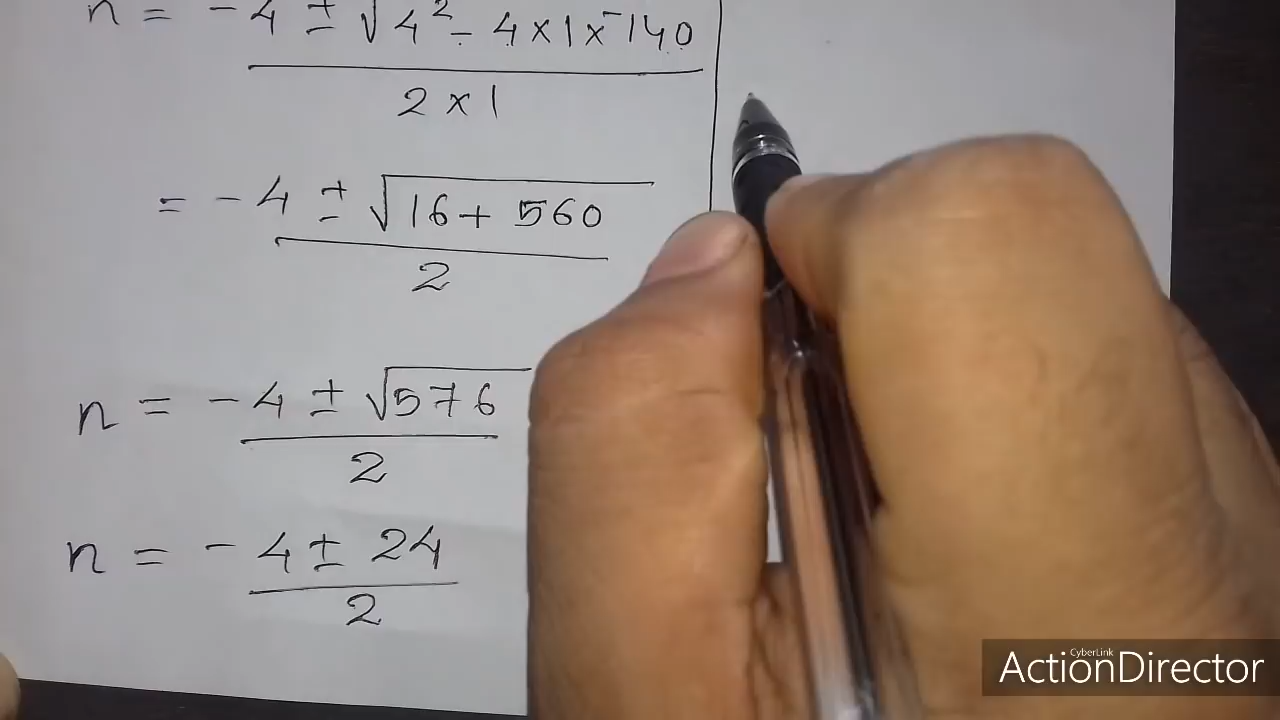 n = -4 ± √4² - 4×1×-140
2×1
= -4 ± √16+ 560
2
n = -4 ± √576
2
n = -4 ± 24
2
CyberLink
ActionDirector